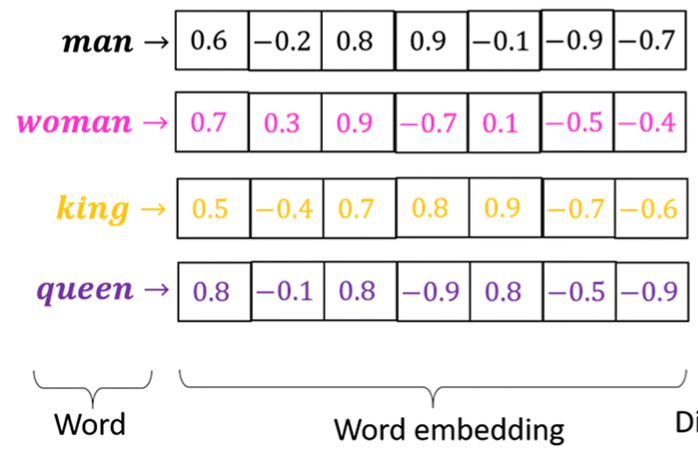 man → 0.6 −0.2 0.8 0.9 −0.1 −0.9 −0.7
woman → 0.7 0.3 0.9 −0.7 0.1 −0.5 −0.4
king → 0.5 −0.4 0.7 0.8 0.9 −0.7 −0.6
queen → 0.8 −0.1 0.8 −0.9 0.8 −0.5 −0.9
Word Word embedding Di